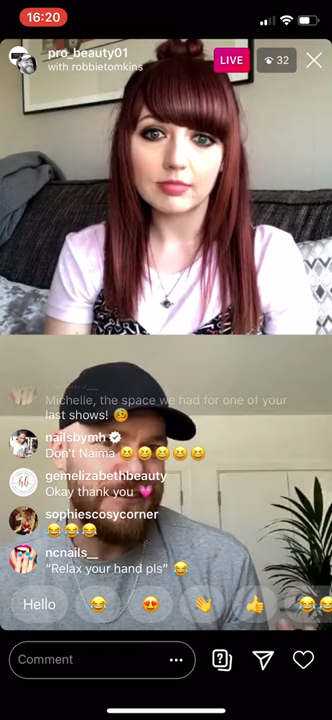 16:20
pro_beauty01
with robbietomkins
LIVE
32
Michelle, the space we had for one of your
last shows! 🤕
nailsbymh
Don't Naima 😆😆😆😆😆
gemelizabethbeauty
Okay thank you 💗
sophiescosycorner
😂😂😂
ncnails__
“Relax your hand pls” 😂
Hello 😂 😍 👋 👍 😂😂
Comment